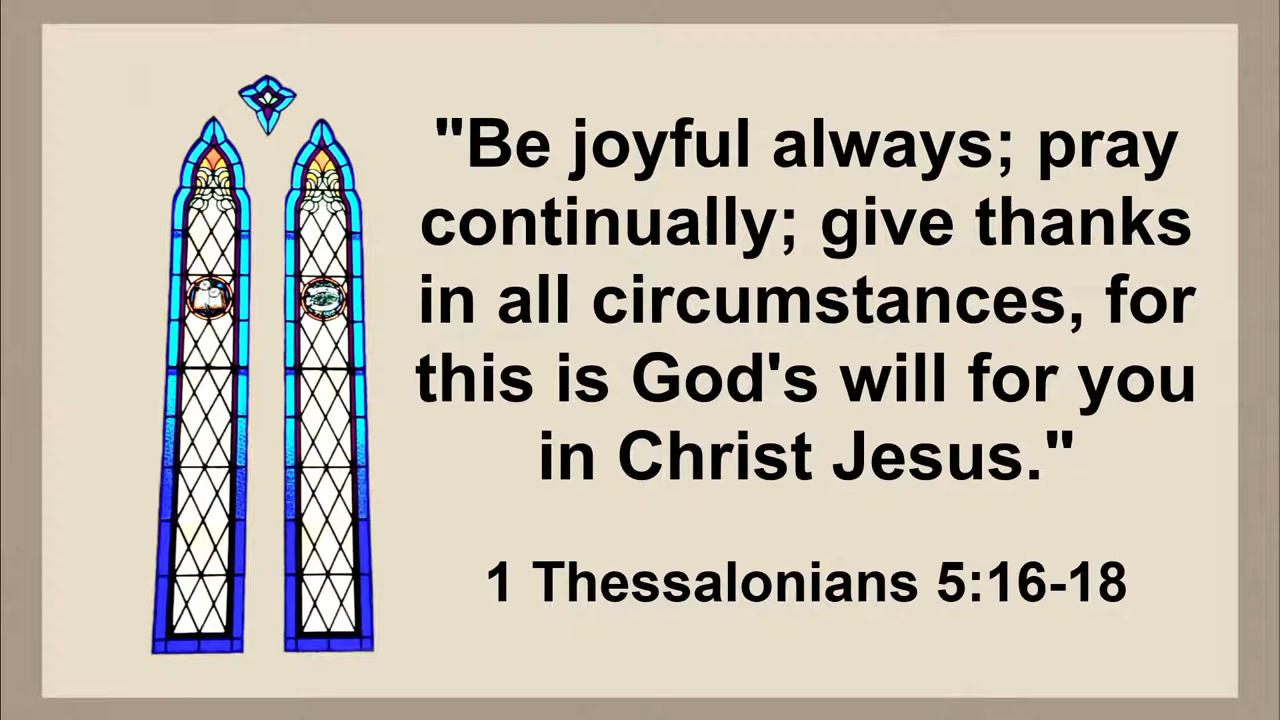 "Be joyful always; pray
continually; give thanks
in all circumstances, for
this is God's will for you
in Christ Jesus."
1 Thessalonians 5:16-18